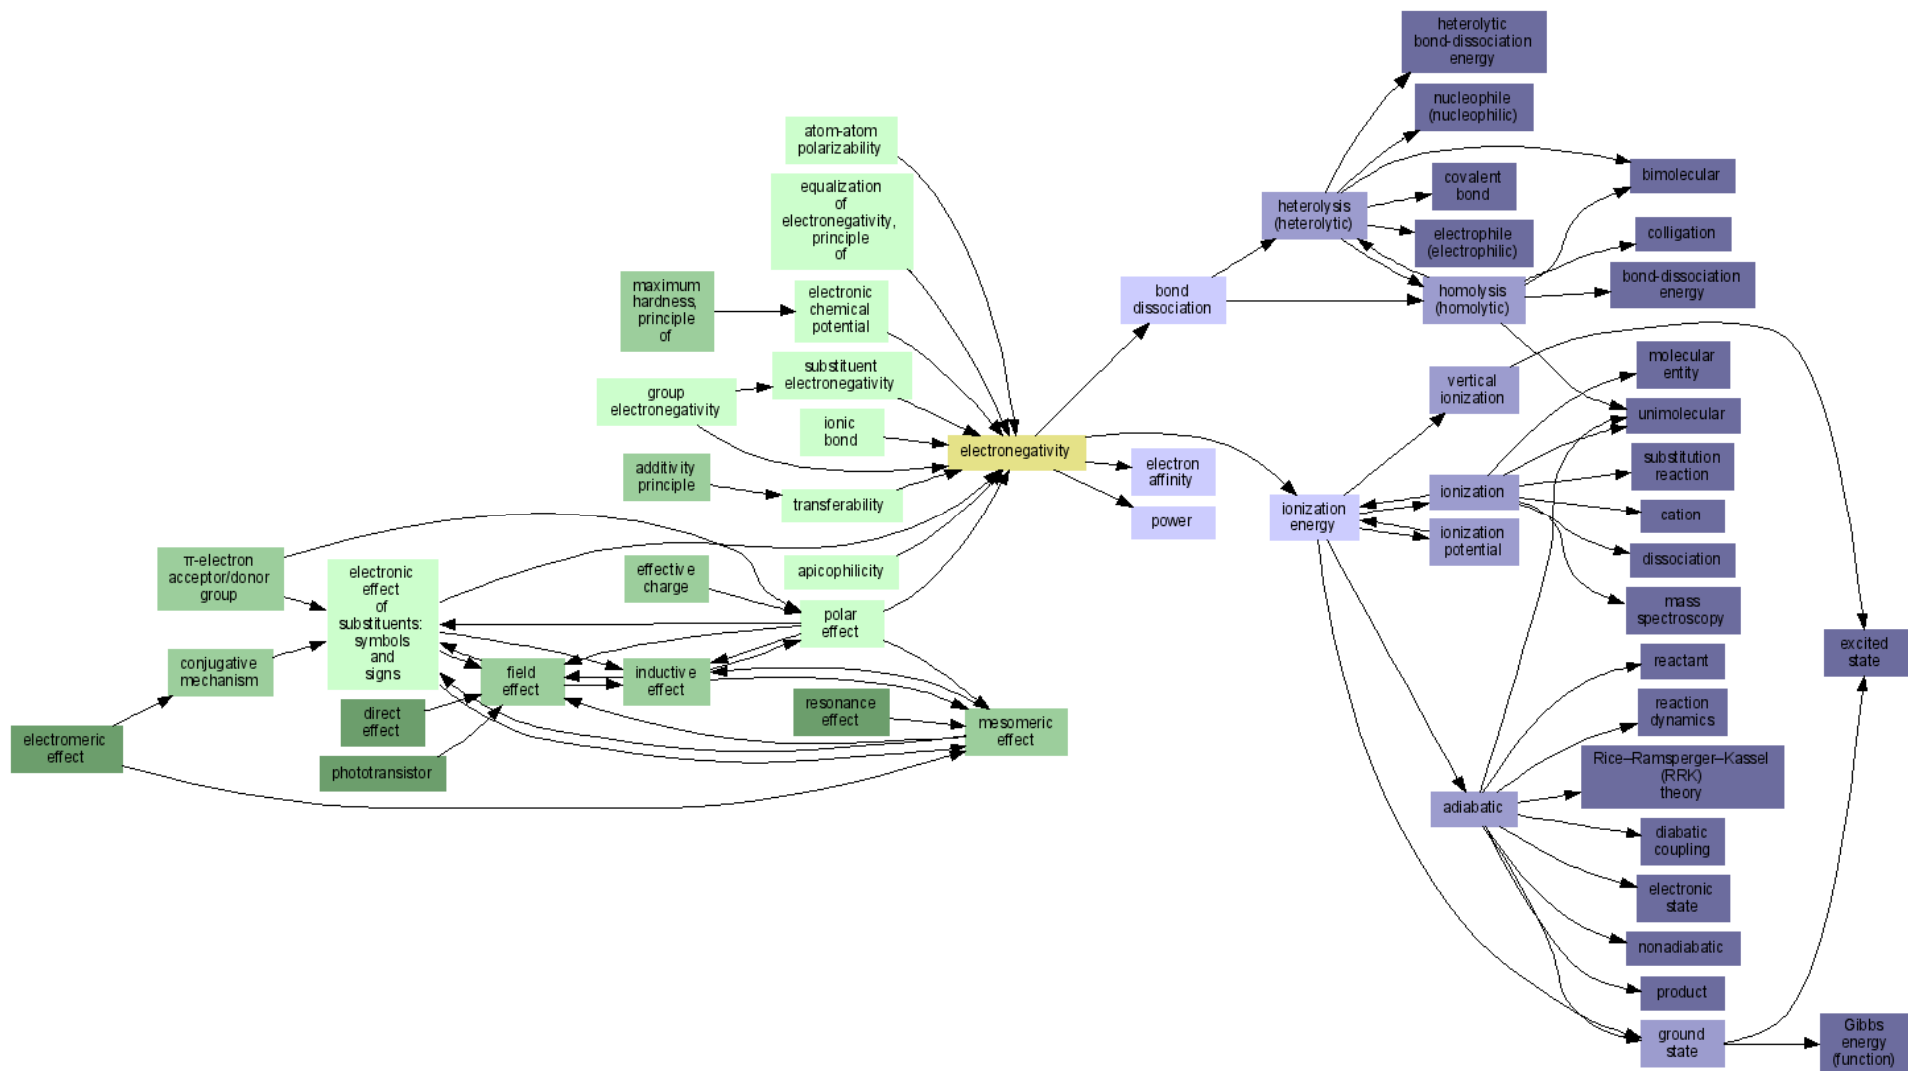 heterolytic
bond-dissociation
energy
nucleophile
(nucleophilic)
atom-atom
polarizability
bimolecular
covalent
bond
equalization
of
electronegativity,
principle
of
heterolysis
(heterolytic)
electrophile
(electrophilic)
colligation
maximum
hardness,
principle
of
electronic
chemical
potential
bond
dissociation
homolysis
(homolytic)
bond-dissociation
energy
molecular
entity
substituent
electronegativity
vertical
ionization
group
electronegativity
unimolecular
ionic
bond
electronegativity
electron
affinity
substitution
reaction
additivity
principle
transferability
ionization
ionization
energy
power
cation
ionization
potential
dissociation
π-electron
acceptor/donor
group
electronic
effect
of
substituents:
symbols
and
signs
effective
charge
apicophilicity
mass
spectroscopy
polar
effect
excited
state
conjugative
mechanism
field
effect
inductive
effect
reactant
direct
effect
resonance
effect
mesomeric
effect
reaction
dynamics
electromeric
effect
phototransistor
Rice–Ramsperger–Kassel
(RRK)
theory
adiabatic
diabatic
coupling
electronic
state
nonadiabatic
product
ground
state
Gibbs
energy
(function)